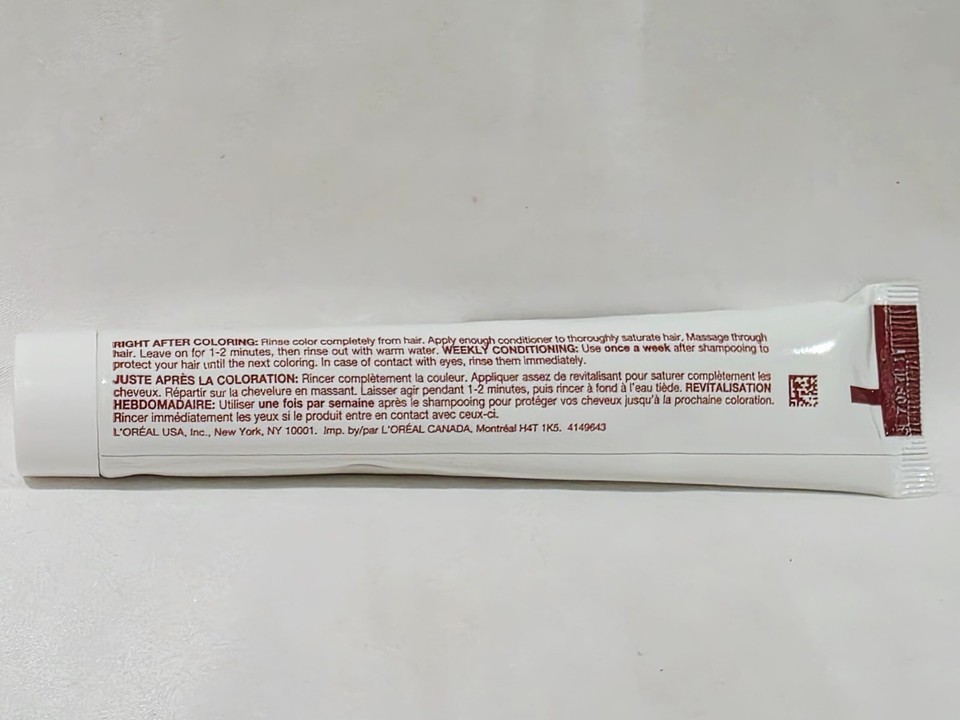 RIGHT AFTER COLORING: Rinse color completely from hair. Apply enough conditioner to thoroughly saturate hair. Massage through
hair. Leave on for 1-2 minutes, then rinse out with warm water. WEEKLY CONDITIONING: Use once a week after shampooing to
protect your hair until the next coloring. In case of contact with eyes, rinse them immediately.
JUSTE APRÈS LA COLORATION: Rincer complètement la couleur. Appliquer assez de revitalisant pour saturer complètement les
cheveux. Répartir sur la chevelure en massant. Laisser agir pendant 1-2 minutes, puis rincer à fond à l'eau tiède. REVITALISATION
HEBDOMADAIRE: Utiliser une fois par semaine après le shampooing pour protéger vos cheveux jusqu'à la prochaine coloration.
Rincer immédiatement les yeux si le produit entre en contact avec ceux-ci.
L'ORÉAL USA, Inc., New York, NY 10001. Imp. by/par L'ORÉAL CANADA, Montréal H4T 1K5. 4149643